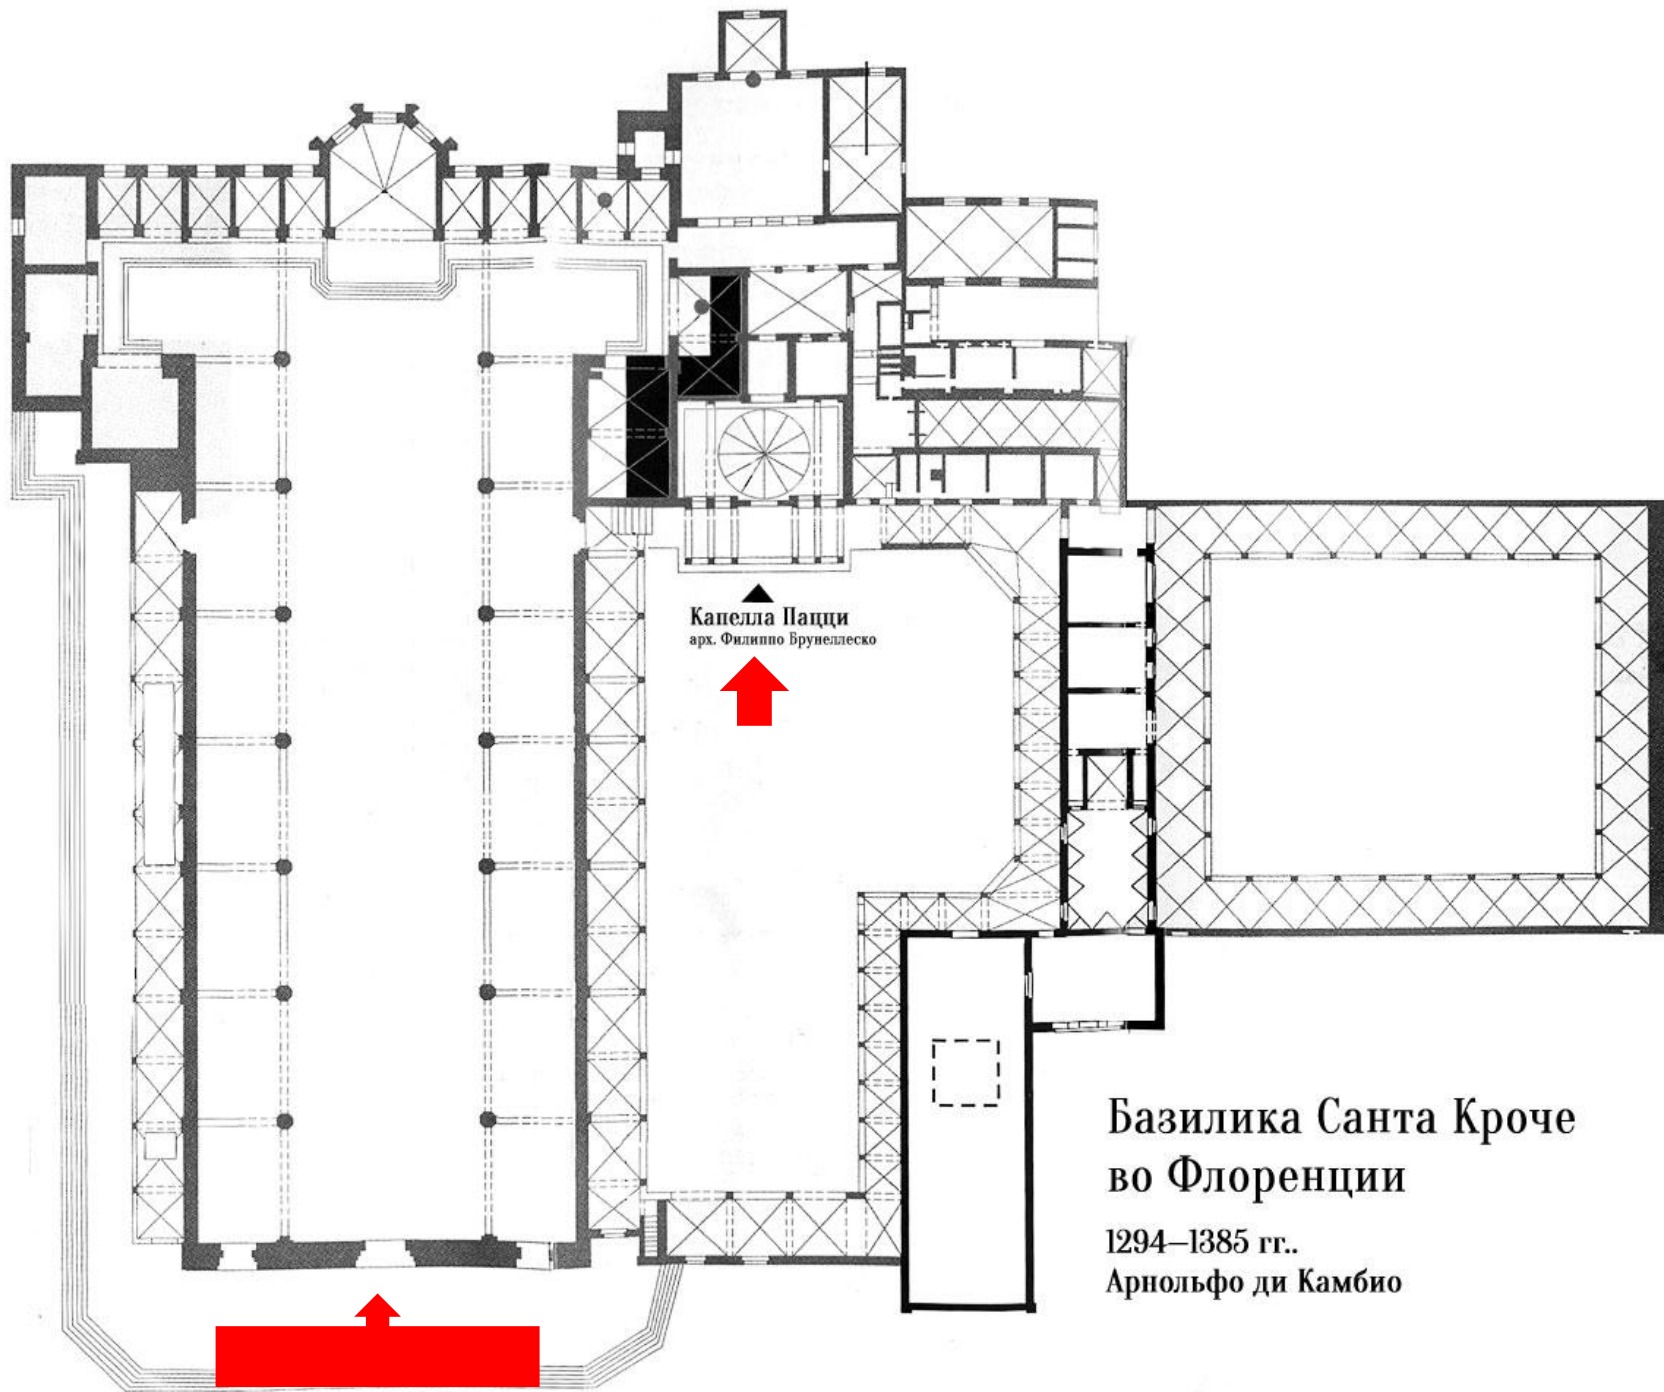 Капелла Пацци
арх. Филиппо Брунеллеско
Базилика Санта Кроче
во Флоренции
1294–1385 гг..
Арнольфо ди Камбио